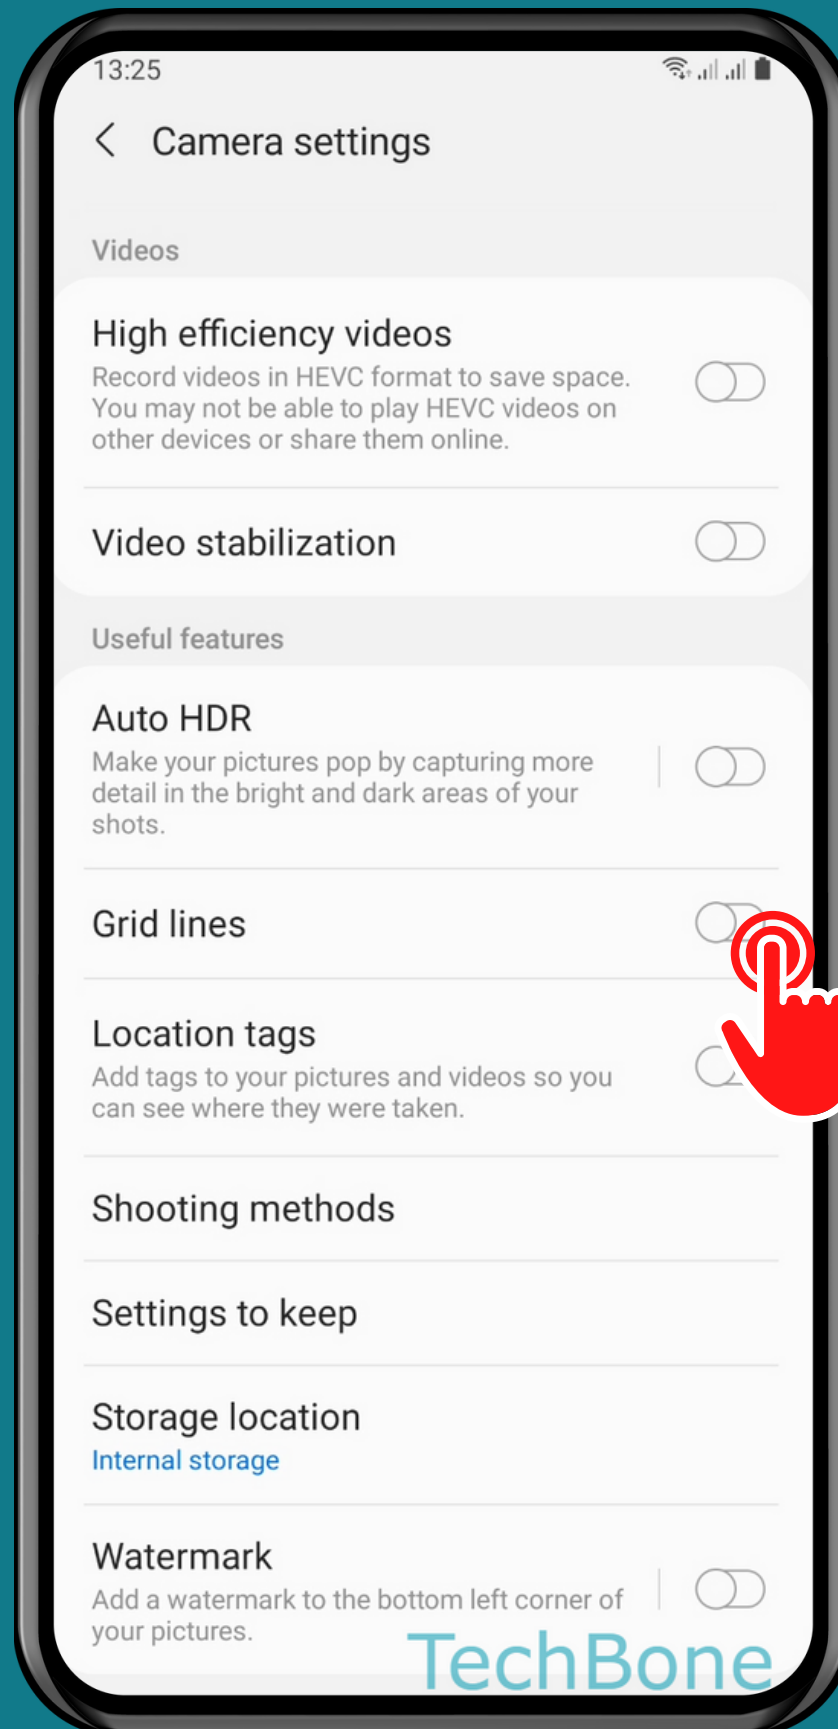 13:25
Camera settings
Videos
High efficiency videos
Record videos in HEVC format to save space.
You may not be able to play HEVC videos on
other devices or share them online.
Video stabilization
Useful features
Auto HDR
Make your pictures pop by capturing more
detail in the bright and dark areas of your
shots.
Grid lines
Location tags
Add tags to your pictures and videos so you
can see where they were taken.
Shooting methods
Settings to keep
Storage location
Internal storage
Watermark
Add a watermark to the bottom left corner of
your pictures.
TechBone